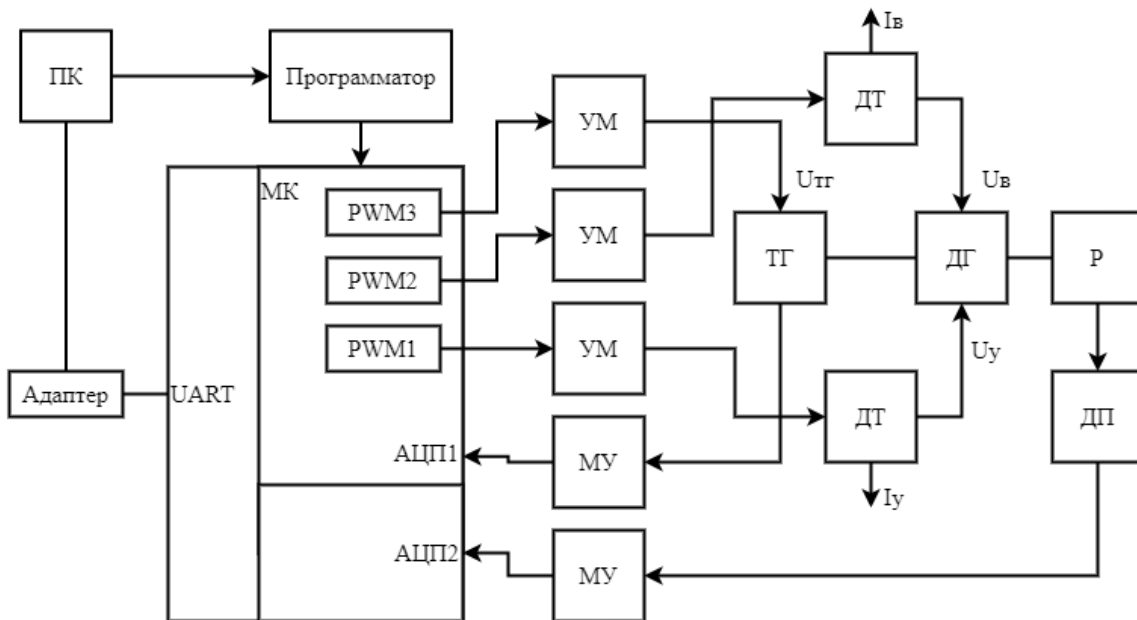 Iв
ПК
Программатор
УМ
ДТ
МК
Uтг
Uв
PWM3
УМ
ТГ
ДГ
Р
PWM2
PWM1
УМ
Uу
Адаптер
UART
ДТ
ДП
АЦП1
МУ
Iу
АЦП2
МУ